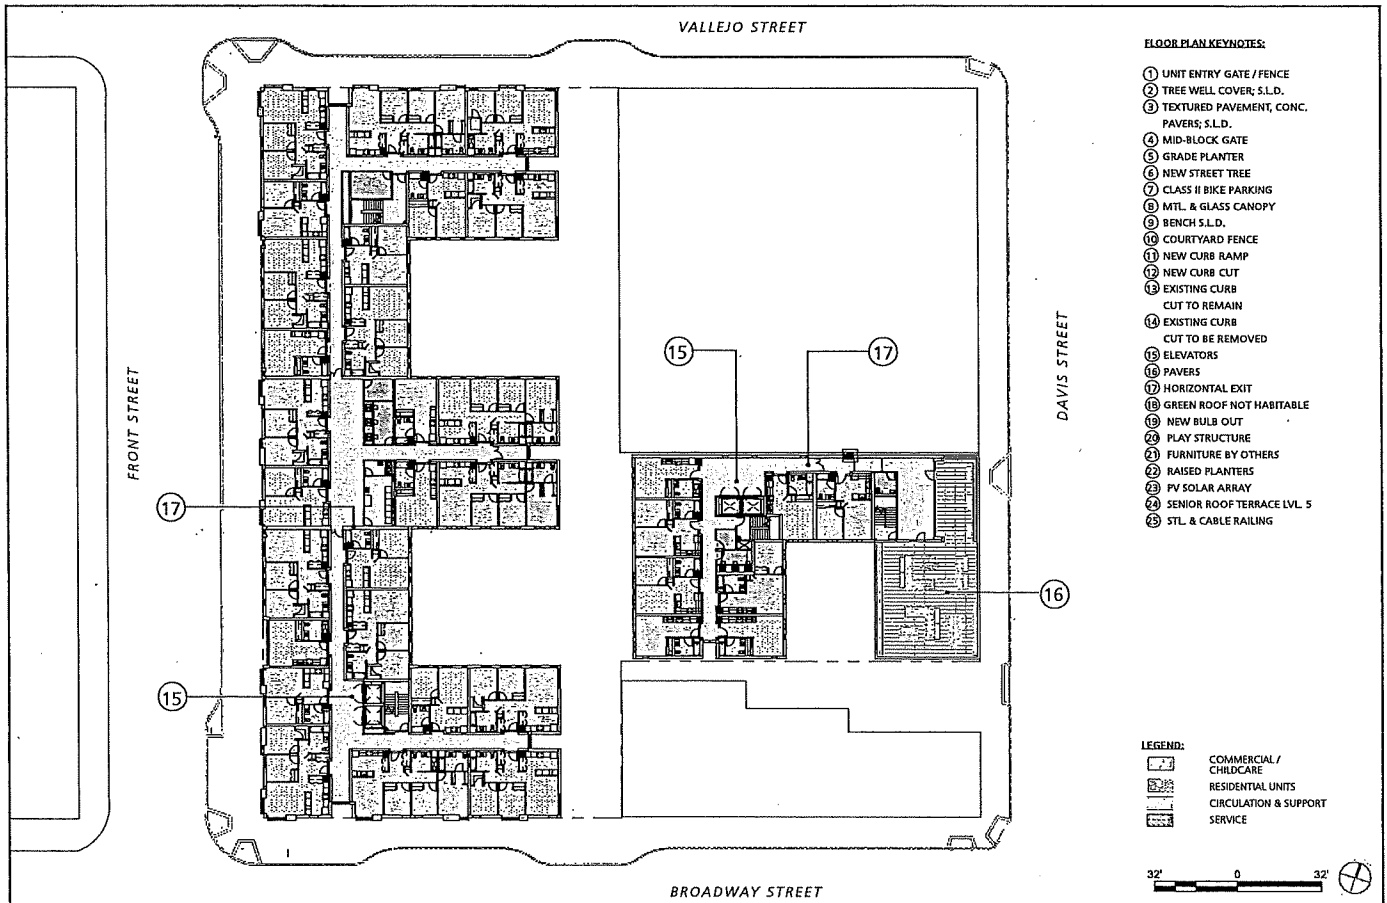 VALLEJO STREET
FLOOR PLAN KEYNOTES:
1 UNIT ENTRY GATE / FENCE
2 TREE WELL COVER; S.L.D.
3 TEXTURED PAVEMENT, CONC.
PAVERS; S.L.D.
4 MID-BLOCK GATE
5 GRADE PLANTER
6 NEW STREET TREE
7 CLASS II BIKE PARKING
8 MTL. & GLASS CANOPY
9 BENCH S.L.D.
10 COURTYARD FENCE
11 NEW CURB RAMP
12 NEW CURB CUT
13 EXISTING CURB
CUT TO REMAIN
14 EXISTING CURB
CUT TO BE REMOVED
15 ELEVATORS
16 PAVERS
17 HORIZONTAL EXIT
18 GREEN ROOF NOT HABITABLE
19 NEW BULB OUT
20 PLAY STRUCTURE
21 FURNITURE BY OTHERS
22 RAISED PLANTERS
23 PV SOLAR ARRAY
24 SENIOR ROOF TERRACE LVL. 5
25 STL. & CABLE RAILING
FRONT STREET
DAVIS STREET
15
17
17
16
15
LEGEND:
COMMERCIAL /
CHILDCARE
RESIDENTIAL UNITS
CIRCULATION & SUPPORT
SERVICE
32' 0 32'
BROADWAY STREET